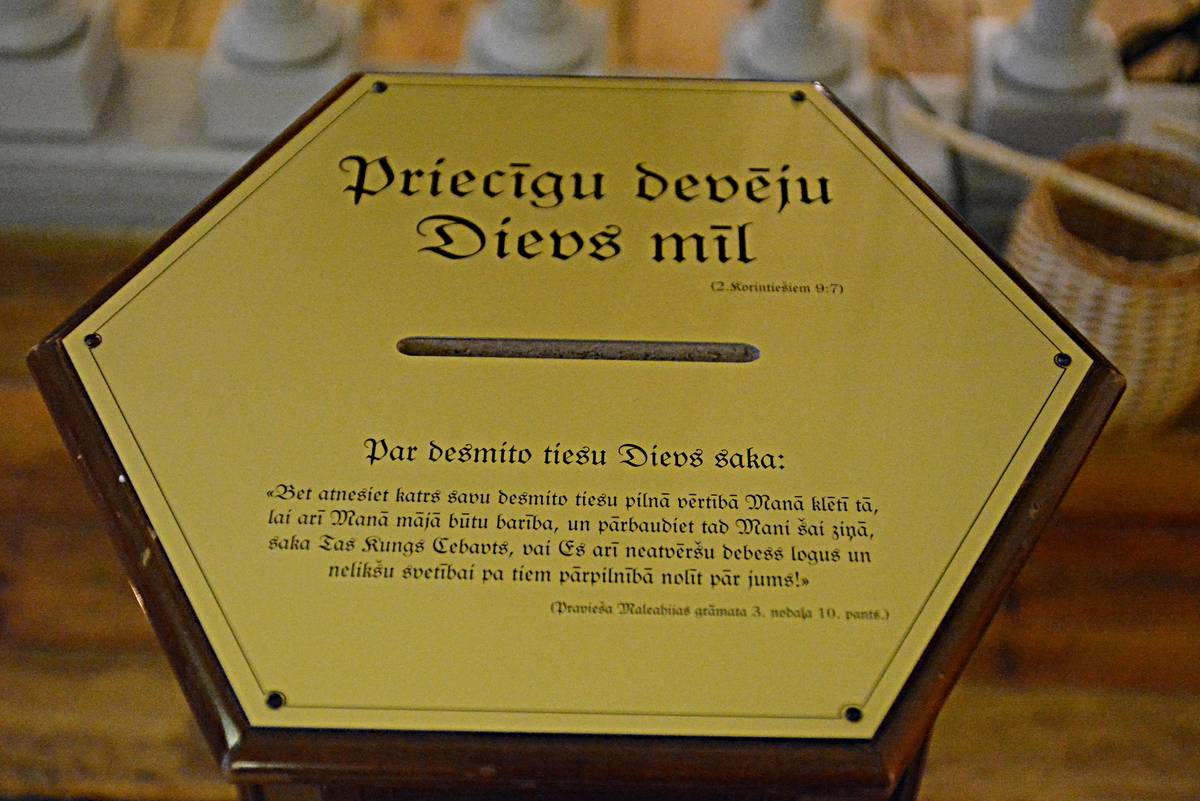 Priecīgu devēju
Dievs mīl
(2.Korintiešiem 9:7)
Par desmito tiesu Dievs saka:
«Bet atnesiet katrs savu desmito tiesu pilnā vērtībā Manā klētī tā,
lai arī Manā mājā būtu barība, un pārbaudiet tad Mani šai ziņā,
saka Tas Kungs Cebavts, vai Es arī neatvēršu debess logus un
nelikšu svētībai pa tiem pārpilnībā nolīt pār jums!»
(Pravieša Maleahijas grāmata 3. nodaļa 10. pants.)